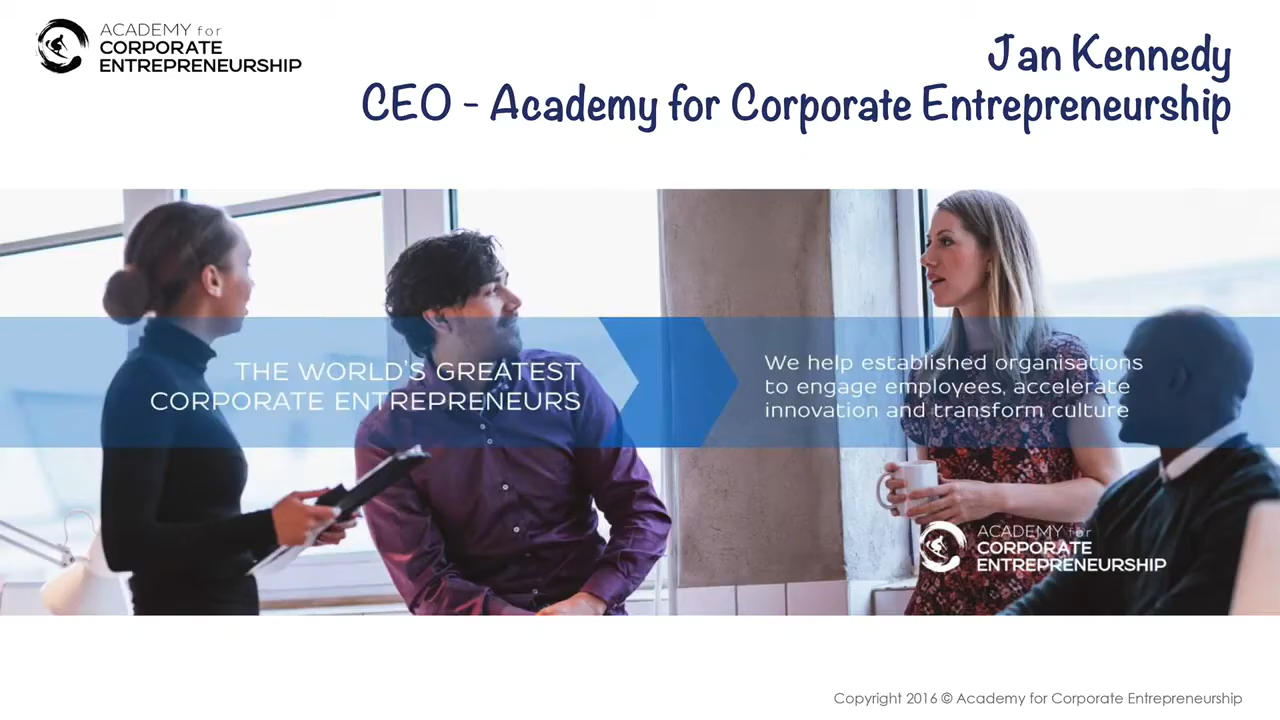 ACADEMY for
CORPORATE
ENTREPRENEURSHIP
Jan Kennedy
CEO - Academy for Corporate Entrepreneurship
THE WORLD'S GREATEST
CORPORATE ENTREPRENEURS
We help established organisations
to engage employees, accelerate
innovation and transform culture
ACADEMY for
CORPORATE
ENTREPRENEURSHIP
Copyright 2016 © Academy for Corporate Entrepreneurship